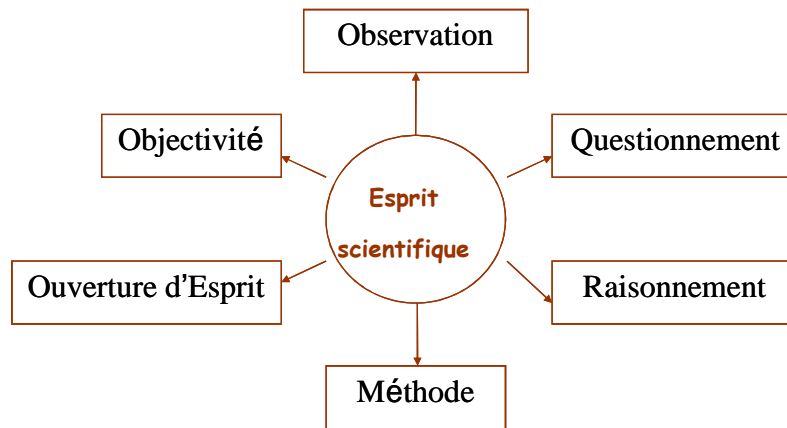 Observation
Objectivité
Questionnement
Esprit
scientifique
Ouverture d'Esprit
Raisonnement
Méthode